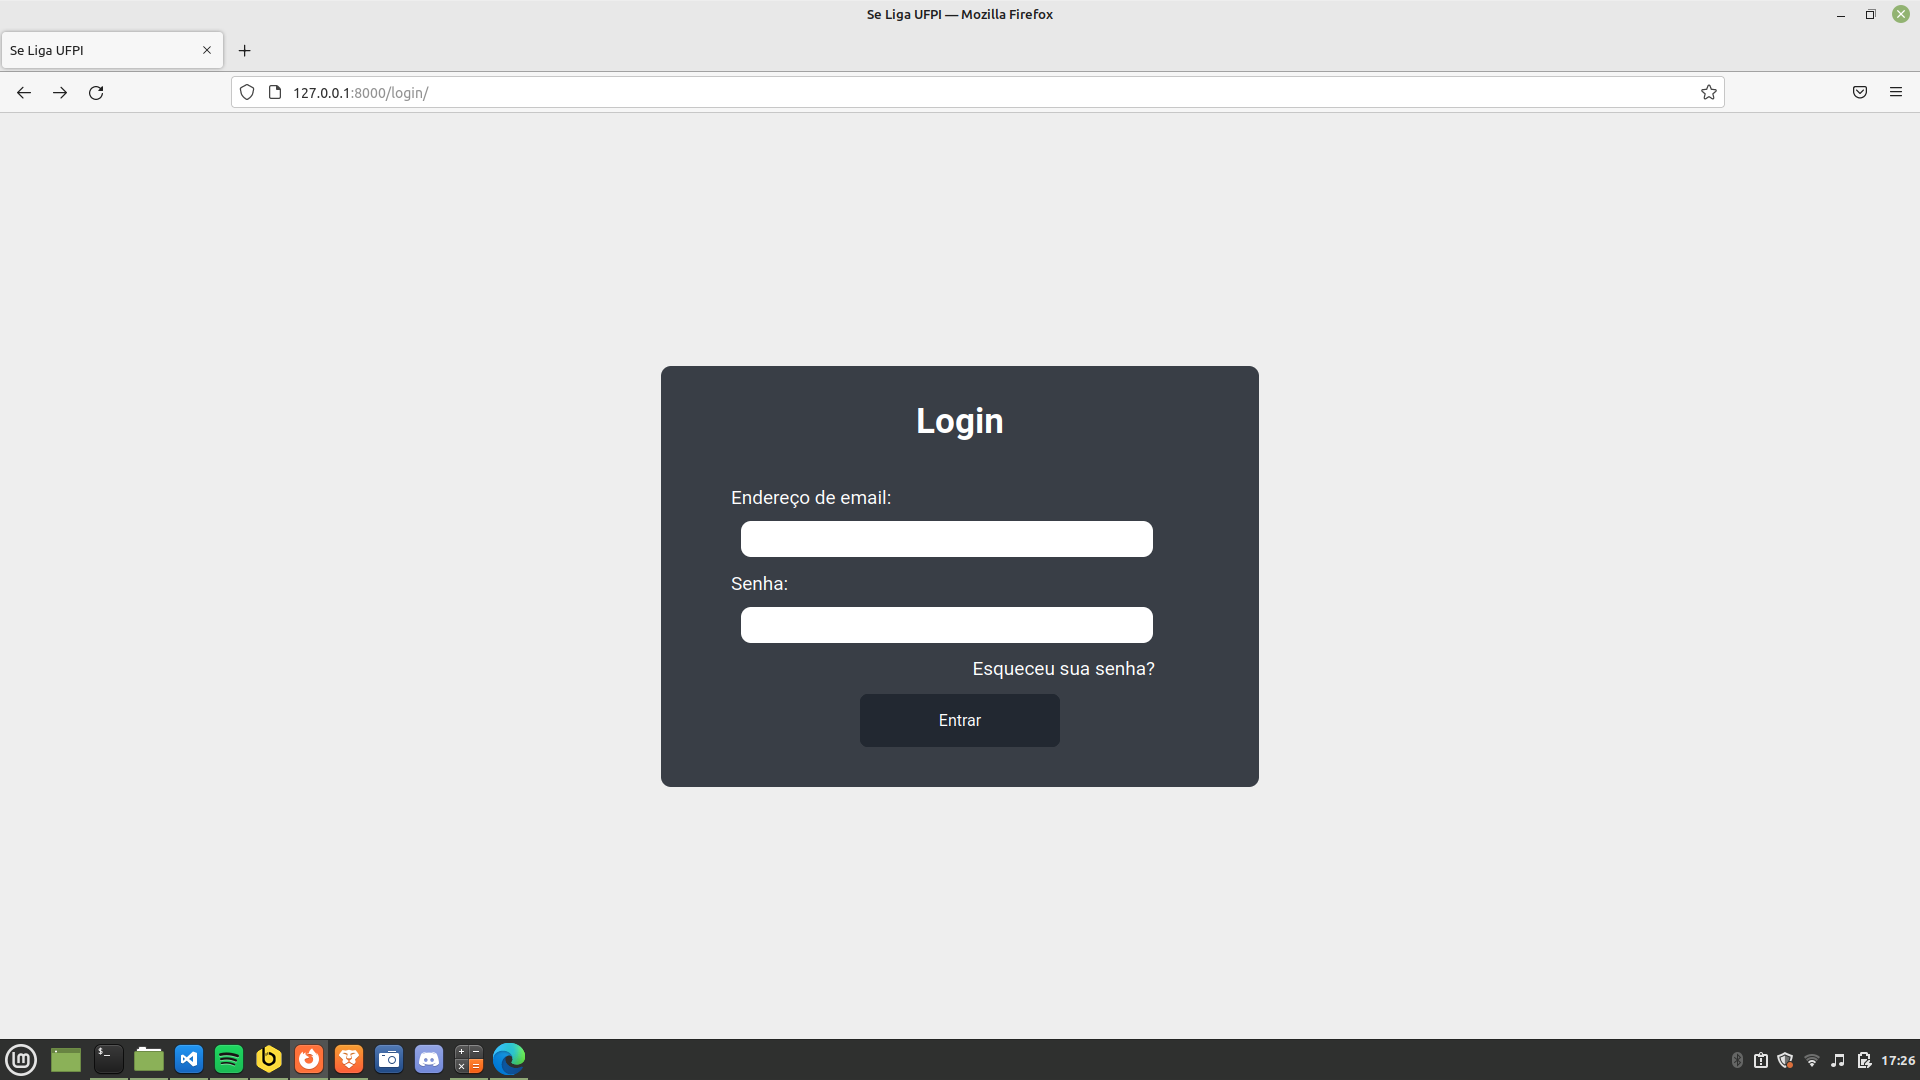 Se Liga UFPI — Mozilla Firefox
Se Liga UFPI
127.0.0.1:8000/login/
Login
Endereço de email:
Senha:
Esqueceu sua senha?
Entrar
17:26